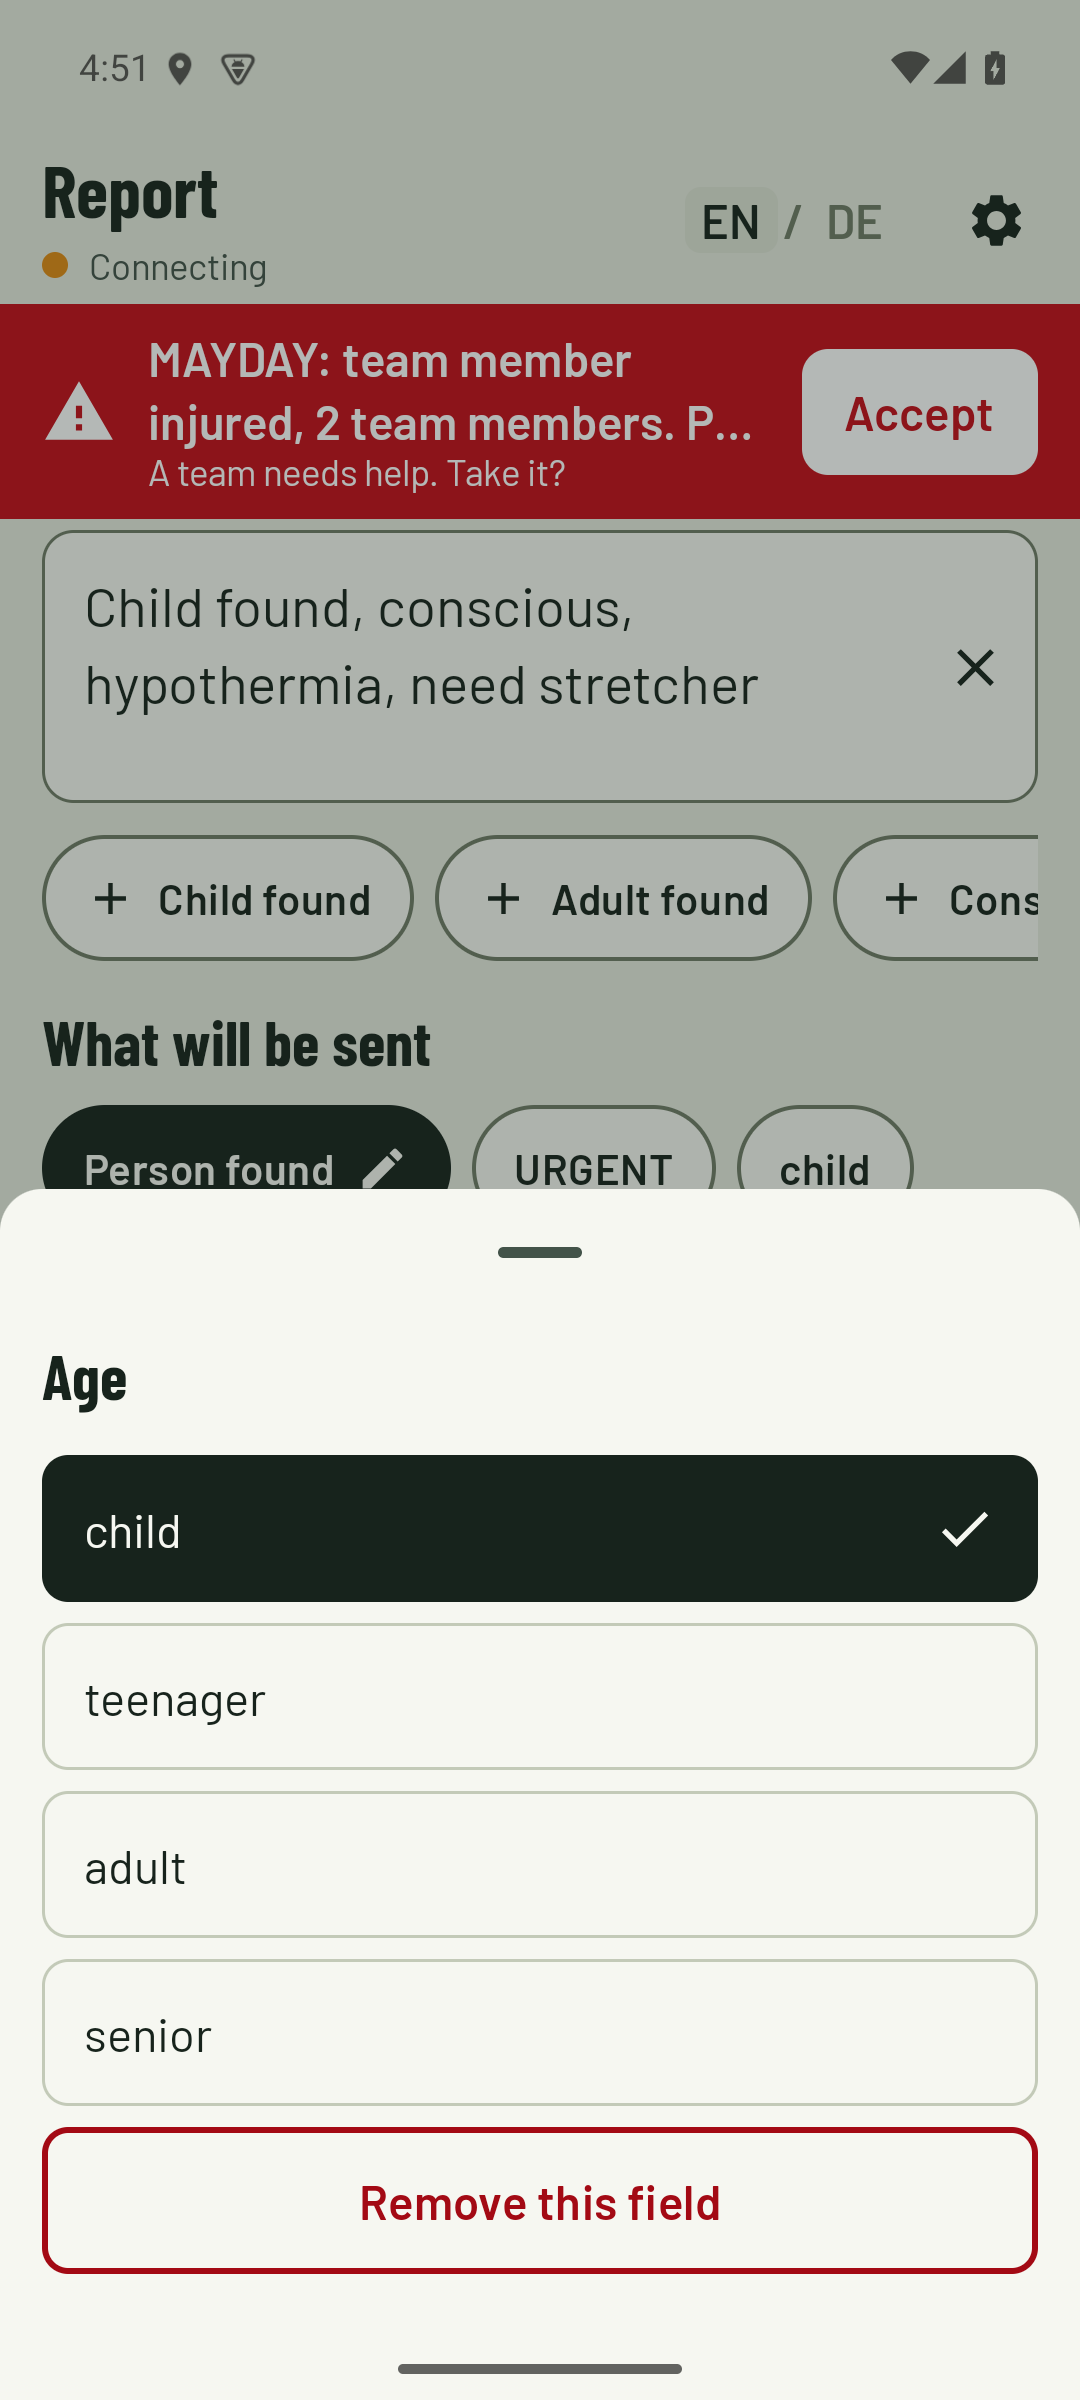 4:51
Report
EN / DE
Connecting
MAYDAY: team member
injured, 2 team members. P...
A team needs help. Take it?
Accept
Child found, conscious,
hypothermia, need stretcher
+ Child found
+ Adult found
+ Cons
What will be sent
Person found
URGENT
child
Age
child
teenager
adult
senior
Remove this field